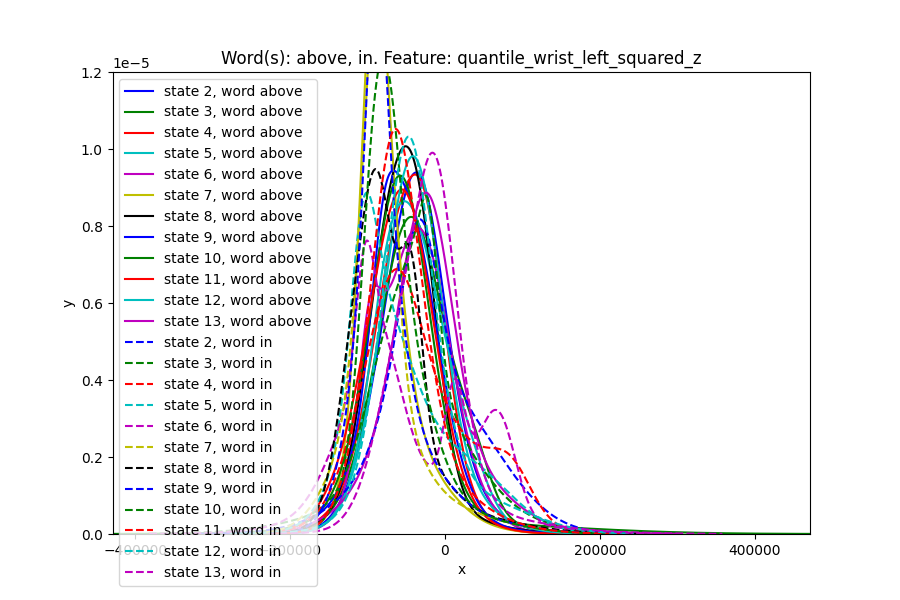 Word(s): above, in. Feature: quantile_wrist_left_squared_z
1e−5
1.2
1.0
0.8
0.6
0.4
0.2
0.0
y
state 2, word above
state 3, word above
state 4, word above
state 5, word above
state 6, word above
state 7, word above
state 8, word above
state 9, word above
state 10, word above
state 11, word above
state 12, word above
state 13, word above
state 2, word in
state 3, word in
state 4, word in
state 5, word in
state 6, word in
state 7, word in
state 8, word in
state 9, word in
state 10, word in
state 11, word in
state 12, word in
state 13, word in
−400000 −200000 0 200000 400000
x